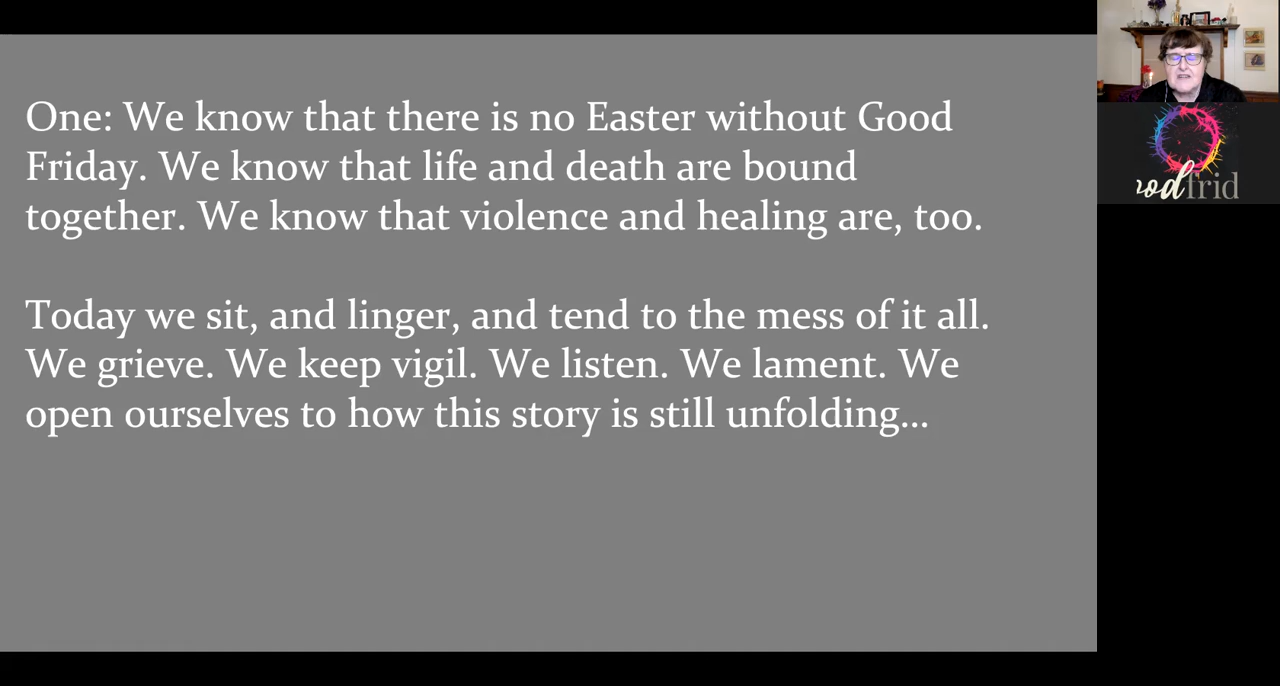 One: We know that there is no Easter without Good
Friday. We know that life and death are bound
together. We know that violence and healing are, too.
Today we sit, and linger, and tend to the mess of it all.
We grieve. We keep vigil. We listen. We lament. We
open ourselves to how this story is still unfolding...
odfrid